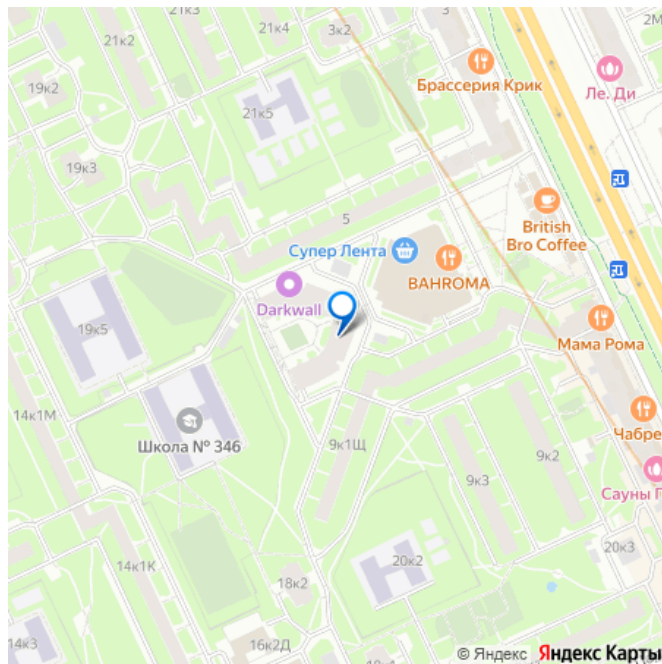 21к3
21к4
3к2
3
2М
19к2
Брассерия Крик
Ле. Ди
21к5
19к3
5
British
Bro Coffee
Супер Лента
BAHROMA
Darkwall
19к5
Мама Рома
14к1М
Школа № 346
9к1Щ
9к3
9к2
Чабре
Сауны Г
20к3
14к1К
18к2
20к2
14к3
16к2Д
© Яндекс Яндекс Карты